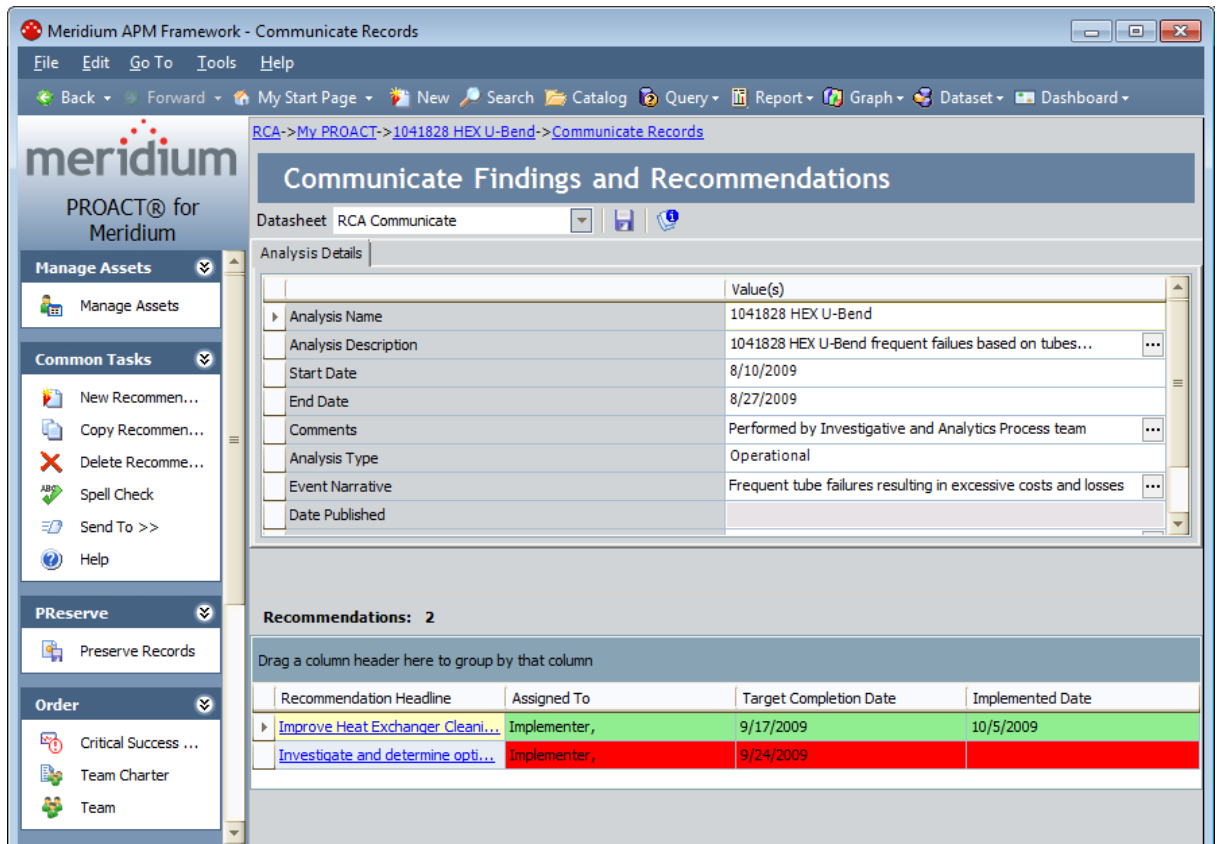 Meridium APM Framework - Communicate Records
File Edit Go To Tools Help
Back Forward My Start Page New Search Catalog Query Report Graph Dataset Dashboard
meridium
PROACT® for
Meridium
Manage Assets
Manage Assets
Common Tasks
New Recommen...
Copy Recommen...
Delete Recomme...
ABC Spell Check
Send To >>
Help
PReserve
Preserve Records
Order
Critical Success ...
Team Charter
Team
RCA->My PROACT->1041828 HEX U-Bend->Communicate Records
Communicate Findings and Recommendations
Datasheet RCA Communicate
Analysis Details
Value(s)
Analysis Name 1041828 HEX U-Bend
Analysis Description 1041828 HEX U-Bend frequent failues based on tubes... ...
Start Date 8/10/2009
End Date 8/27/2009
Comments Performed by Investigative and Analytics Process team ...
Analysis Type Operational
Event Narrative Frequent tube failures resulting in excessive costs and losses ...
Date Published
Recommendations: 2
Drag a column header here to group by that column
Recommendation Headline Assigned To Target Completion Date Implemented Date
Improve Heat Exchanger Cleani... Implementer, 9/17/2009 10/5/2009
Investigate and determine opti... Implementer, 9/24/2009